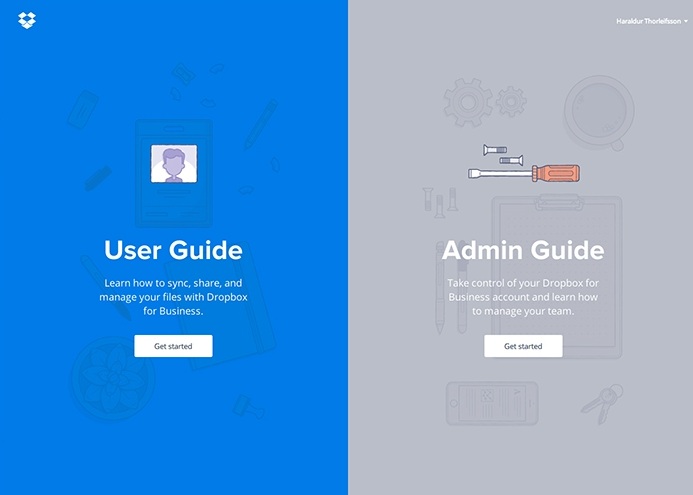 Haraldur Thorleifsson
User Guide
Learn how to sync, share, and
manage your files with Dropbox
for Business.
Get started
Admin Guide
Take control of your Dropbox for
Business account and learn how
to manage your team.
Get started